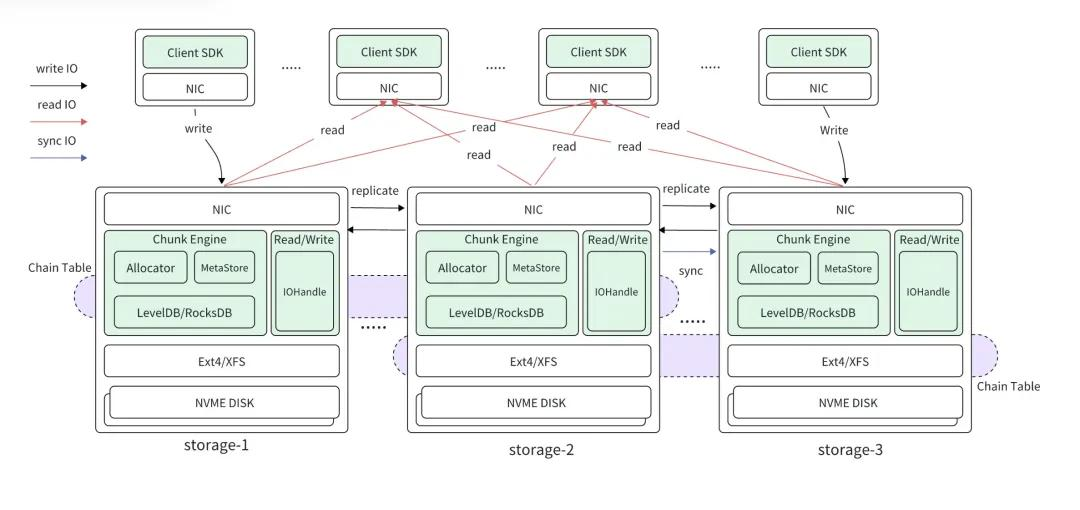 Client SDK
Client SDK
Client SDK
Client SDK
.....
.....
.....
write IO
NIC
NIC
NIC
NIC
read IO
write
read
read
read
Write
sync IO
read
read
read
replicate
replicate
NIC
NIC
NIC
Chunk Engine
Read/Write
Chunk Engine
Read/Write
Chunk Engine
Read/Write
Chain Table
Allocator
MetaStore
Allocator
MetaStore
sync
Allocator
MetaStore
IOHandle
IOHandle
IOHandle
LevelDB/RocksDB
LevelDB/RocksDB
LevelDB/RocksDB
.....
.....
Ext4/XFS
Ext4/XFS
Ext4/XFS
Chain Table
NVME DISK
NVME DISK
NVME DISK
storage-1
storage-2
storage-3